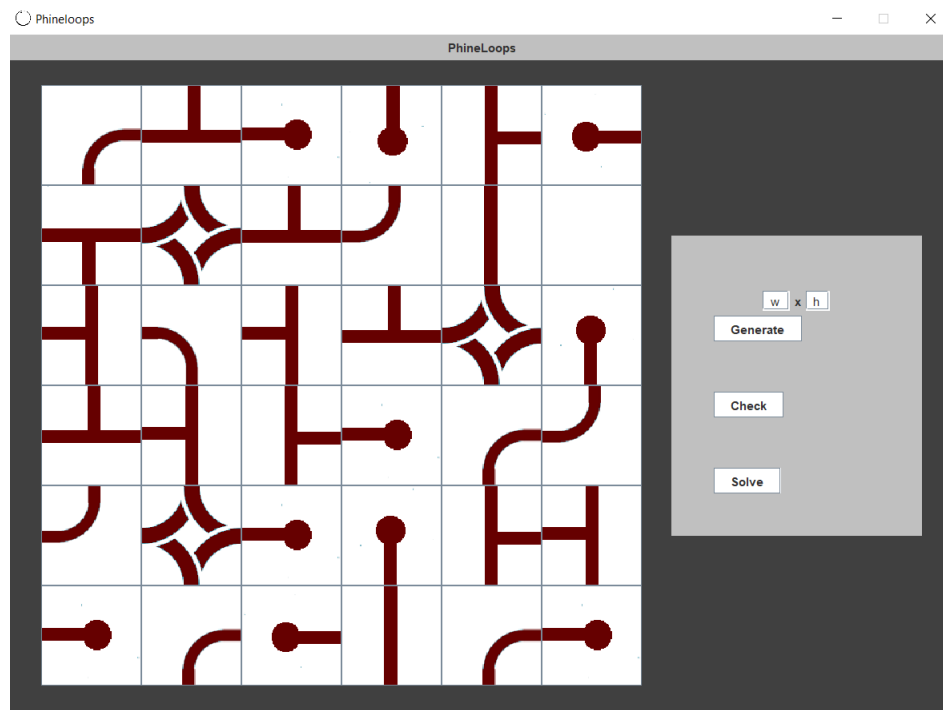 Phineloops
PhineLoops
w x h
Generate
Check
Solve